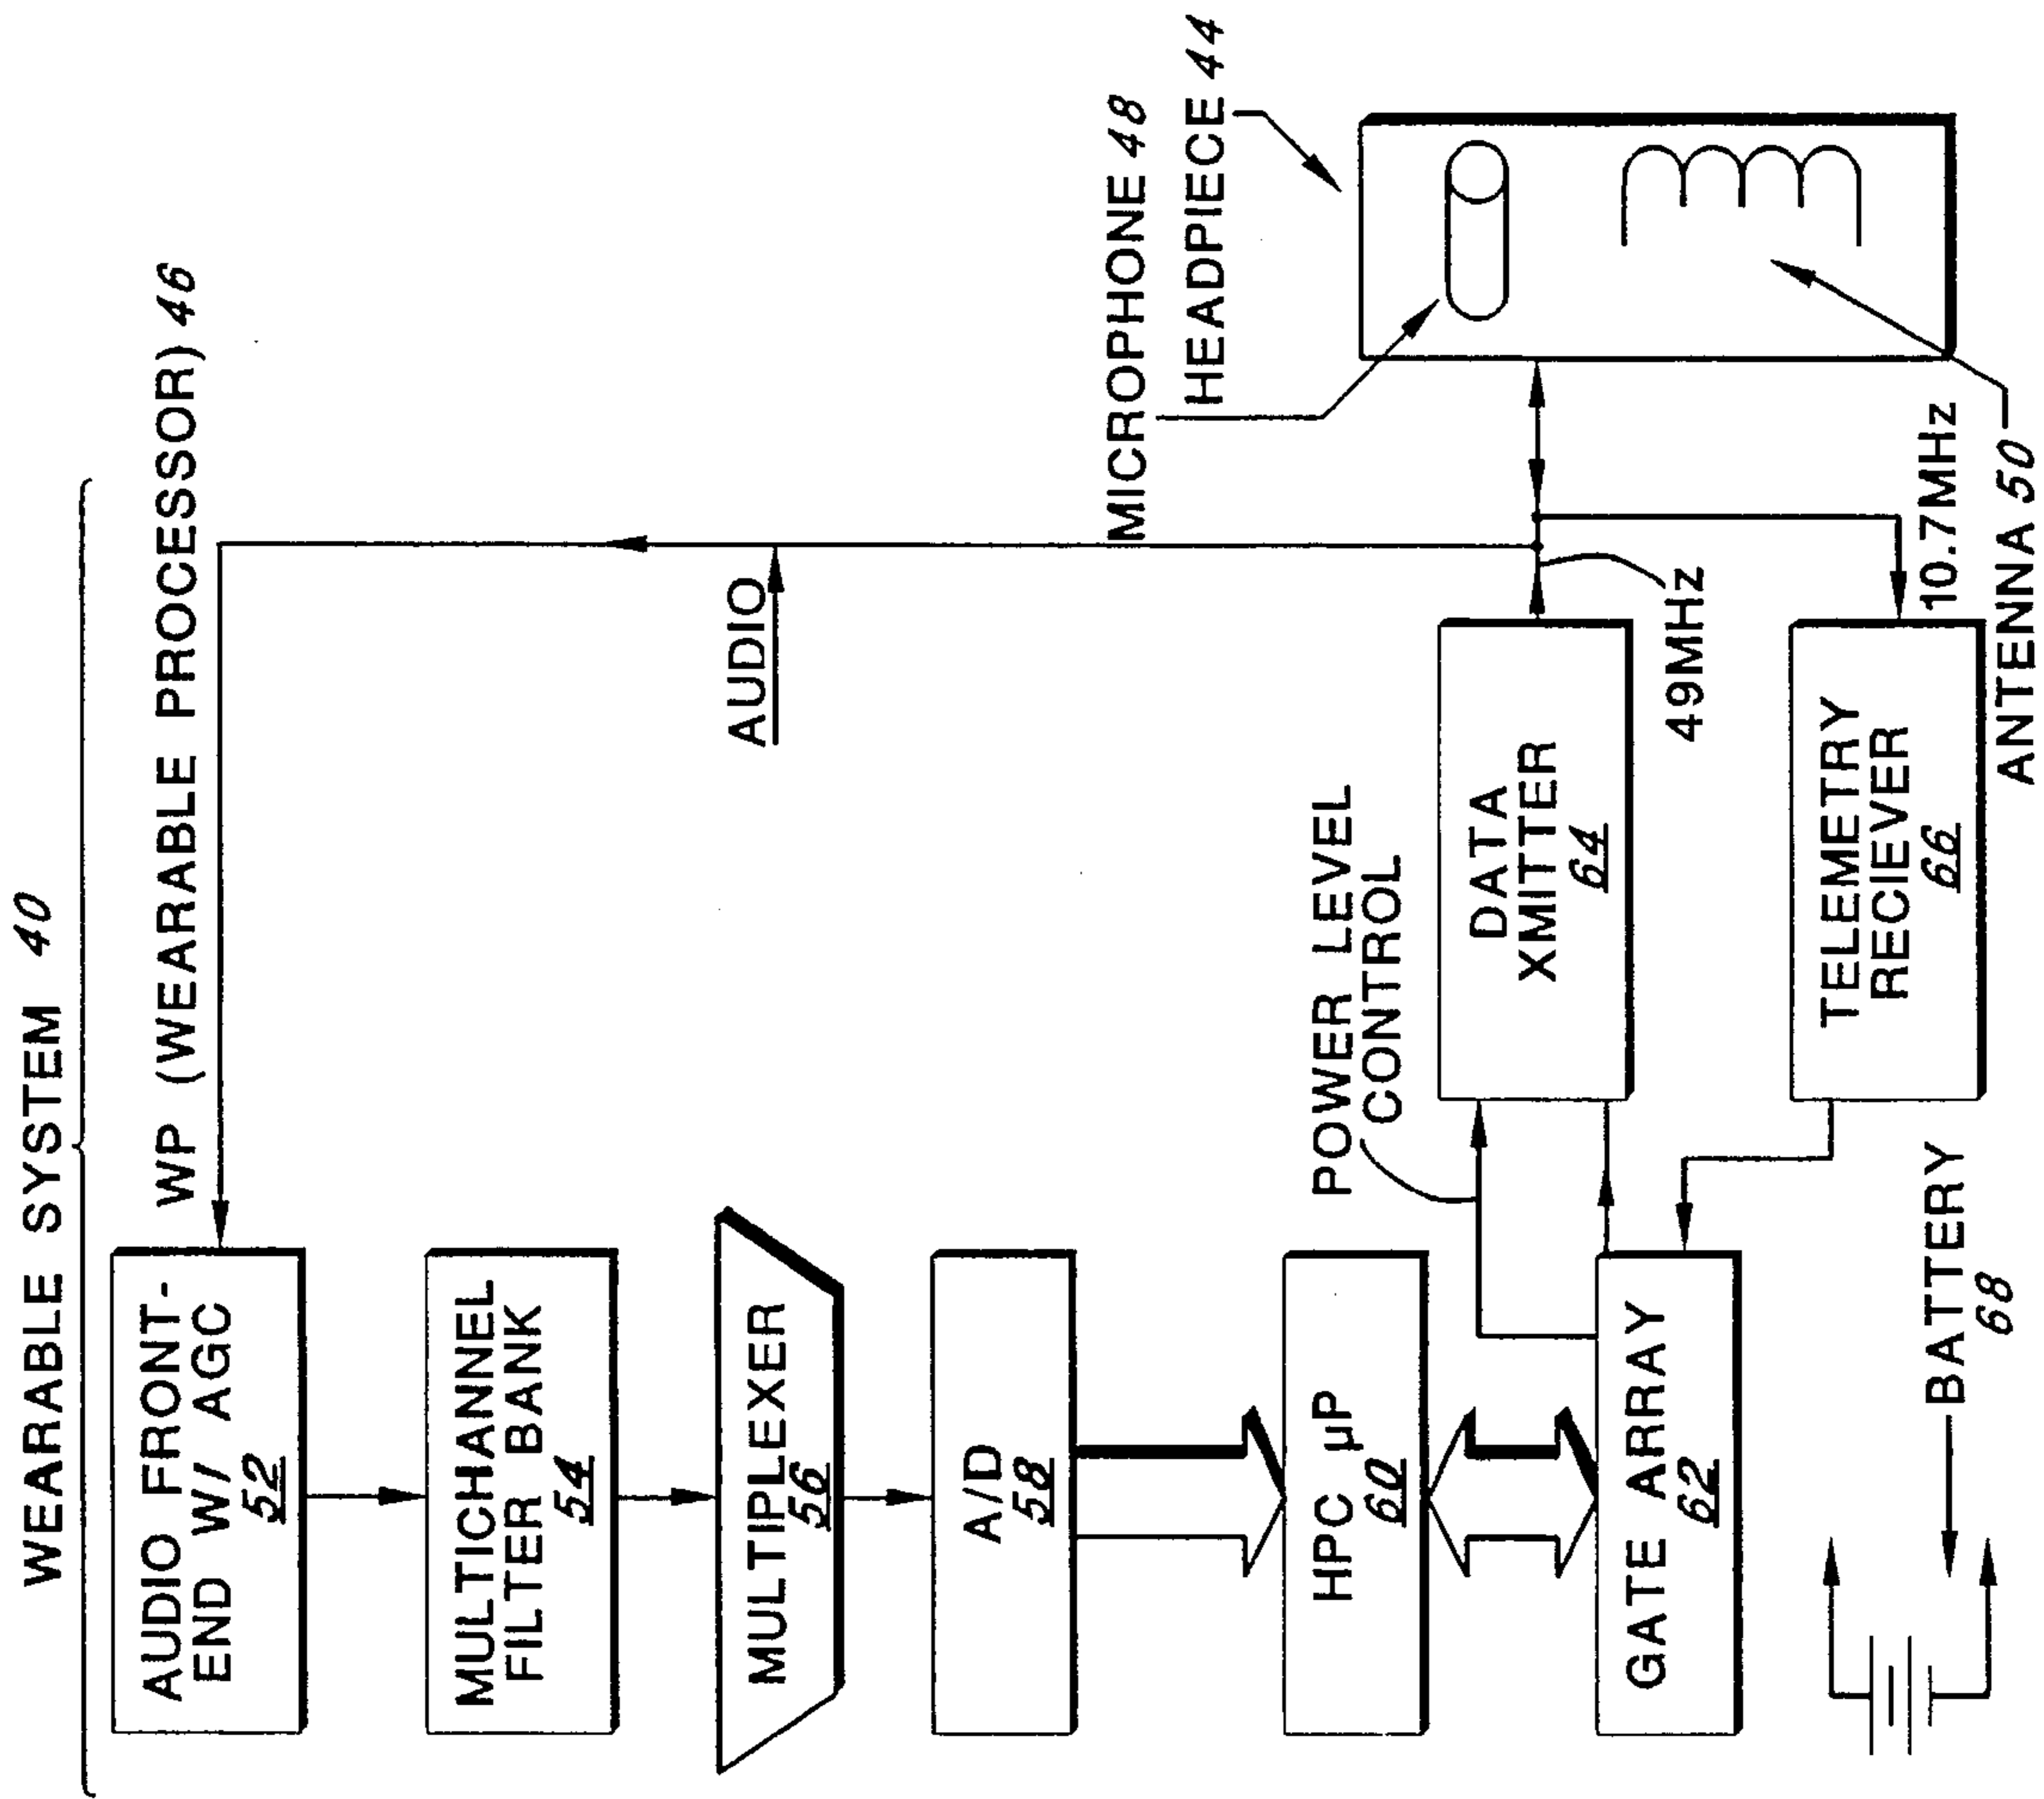 WEARABLE SYSTEM 40
WP (WEARABLE PROCESSOR) 46
AUDIO FRONT-
END W/ AGC
52
MULTICHANNEL
FILTER BANK
54
MULTIPLEXER
56
A/D
58
HPC µP
60
GATE ARRAY
62
BATTERY
68
AUDIO
POWER LEVEL
CONTROL
DATA
XMITTER
64
49MHz
TELEMETRY
RECIEVER
66
10.7MHz
MICROPHONE 48
HEADPIECE 44
ANTENNA 50